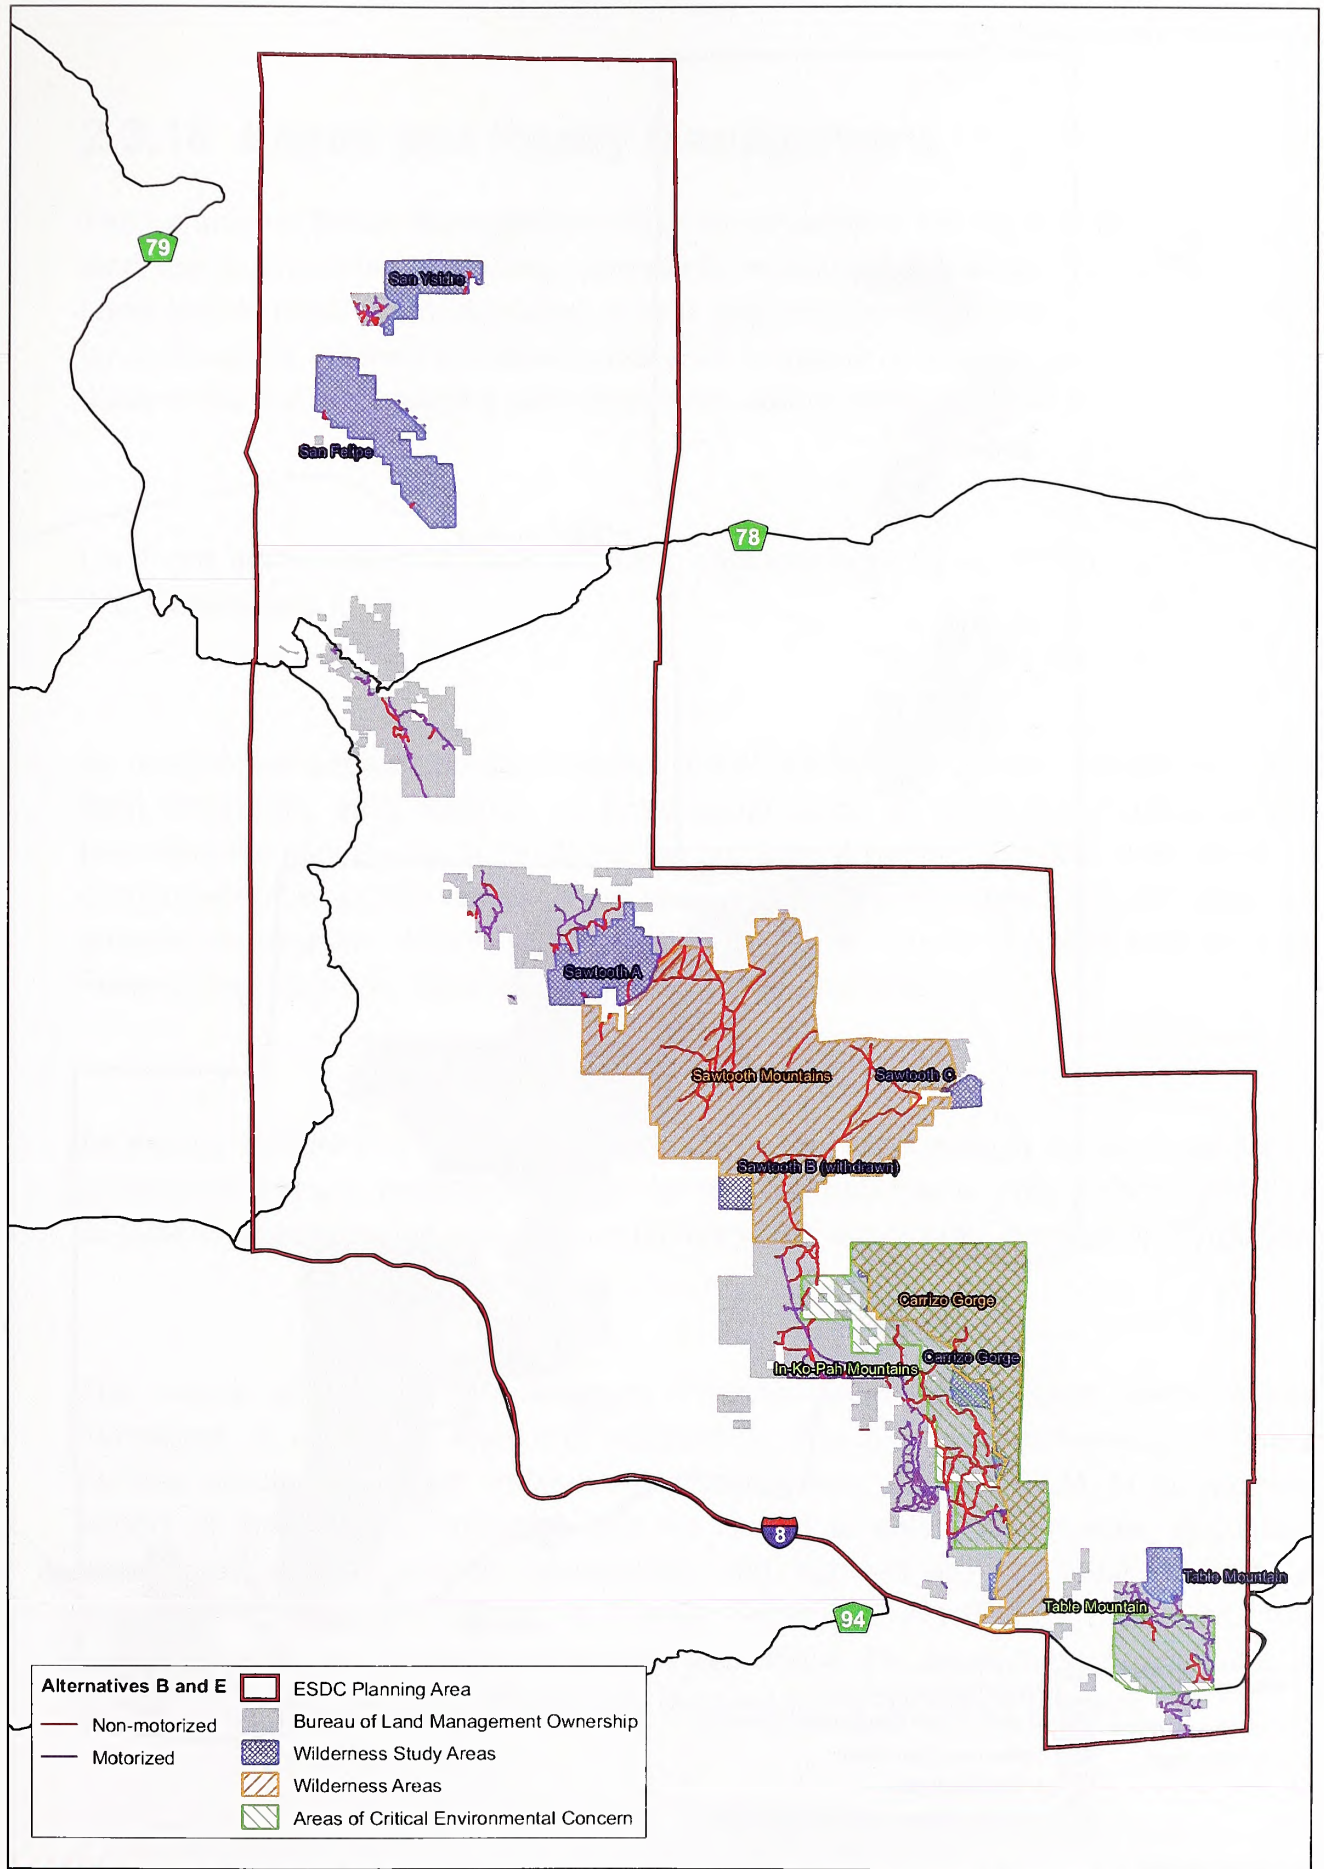 79
San Ysidro
San Felipe
78
Sawtooth A
Sawtooth Mountains
Sawtooth C
Sawtooth B (withdrawn)
Carrizo Gorge
Carrizo Gorge
In-Ko-Pah Mountains
8
Table Mountain
Table Mountain
94
Alternatives B and E
Non-motorized
Motorized
ESDC Planning Area
Bureau of Land Management Ownership
Wilderness Study Areas
Wilderness Areas
Areas of Critical Environmental Concern